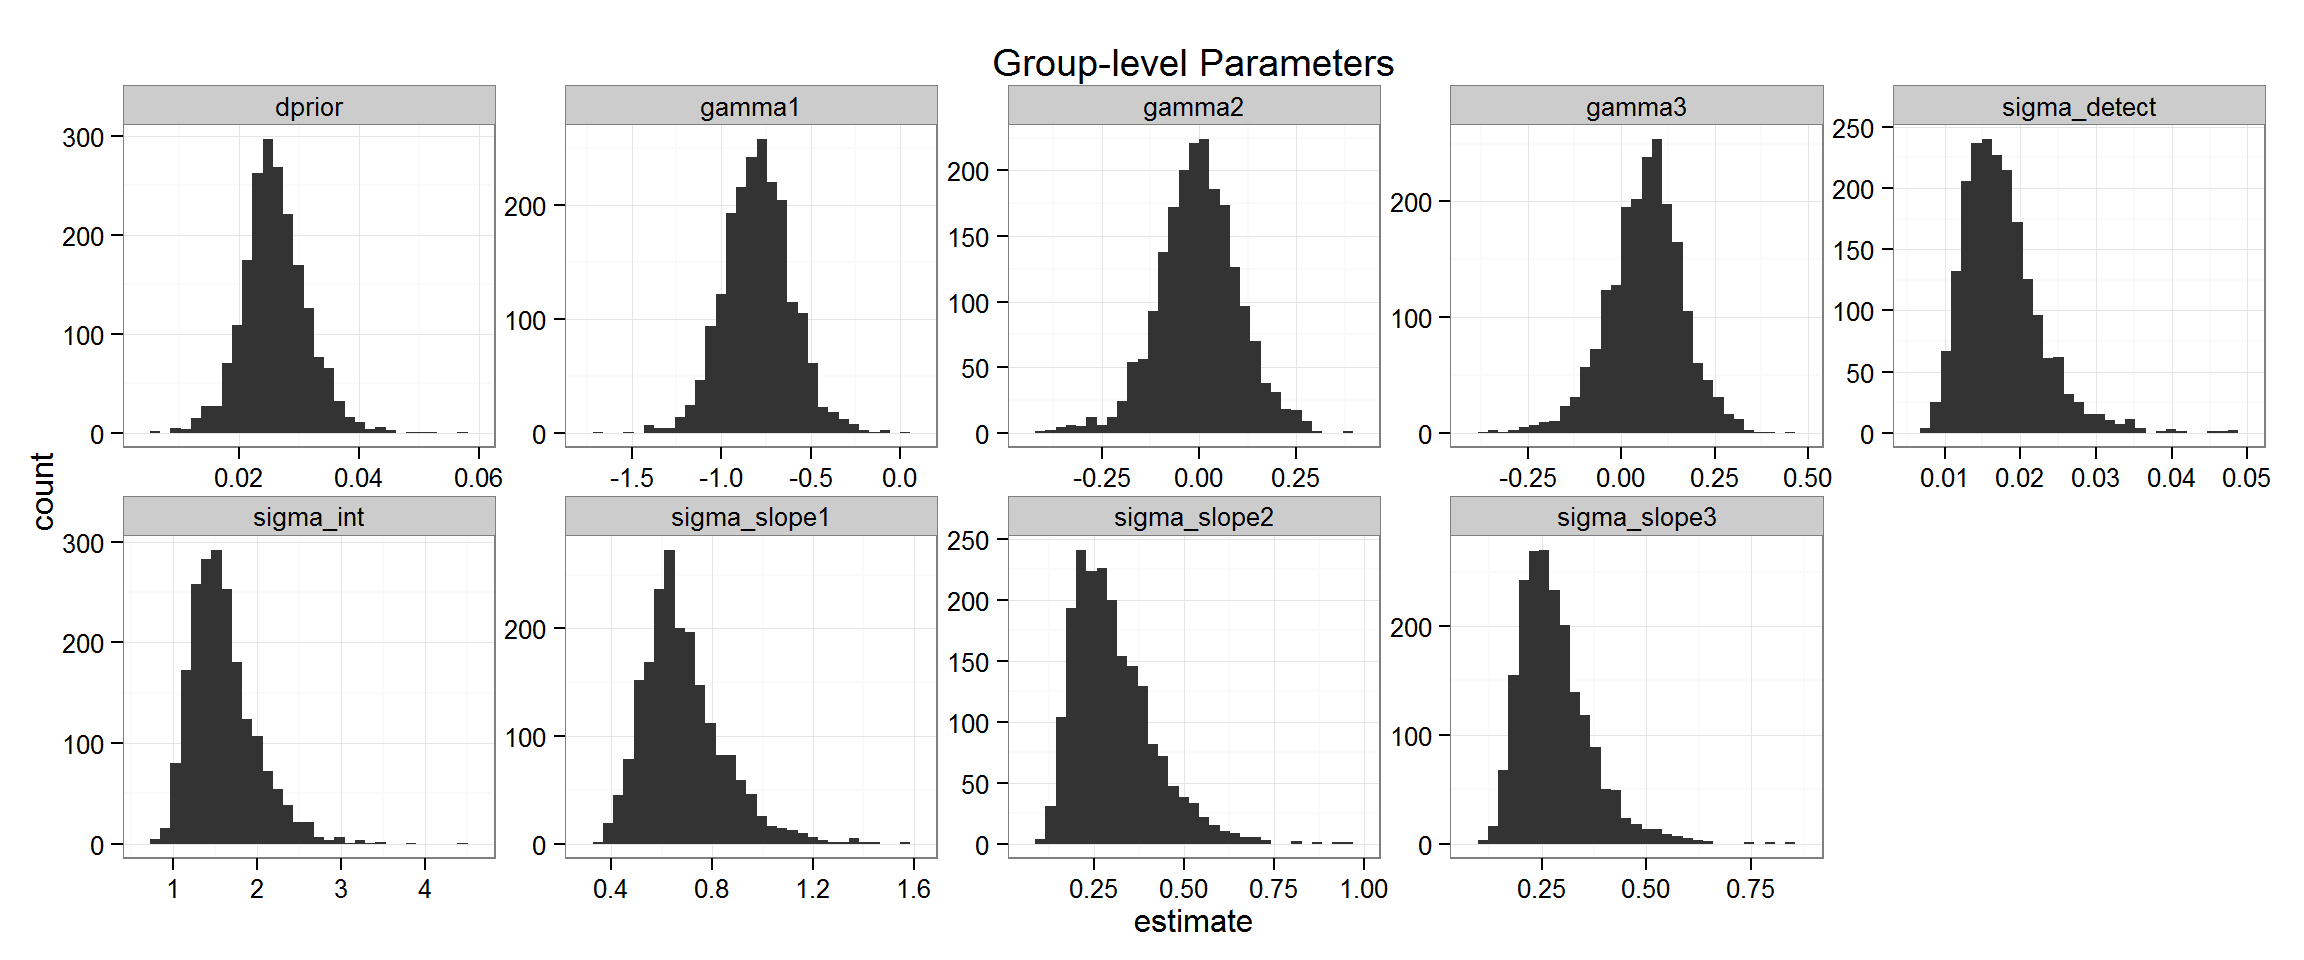 Group-level Parameters
dprior gamma1 gamma2 gamma3 sigma_detect
300
200
100
0
0.02 0.04 0.06
200
100
0
-1.5 -1.0 -0.5 0.0
200
150
100
50
0
-0.25 0.00 0.25
200
100
0
-0.25 0.00 0.25 0.50
250
200
150
100
50
0
0.01 0.02 0.03 0.04 0.05
count
sigma_int sigma_slope1 sigma_slope2 sigma_slope3
300
200
100
0
1 2 3 4
200
100
0
0.4 0.8 1.2 1.6
250
200
150
100
50
0
0.25 0.50 0.75 1.00
200
100
0
0.25 0.50 0.75
estimate